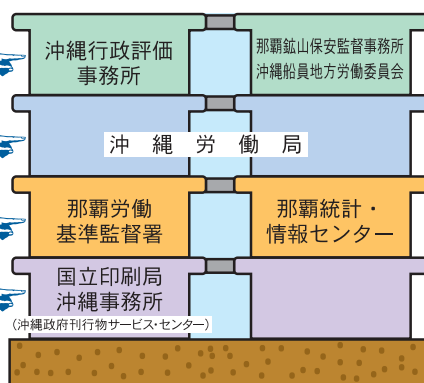 沖縄行政評価
事務所
那覇鉱山保安監督事務所
沖縄船員地方労働委員会
沖縄労働局
那覇労働
基準監督署
那覇統計・
情報センター
国立印刷局
沖縄事務所
（沖縄政府刊行物サービス・センター）